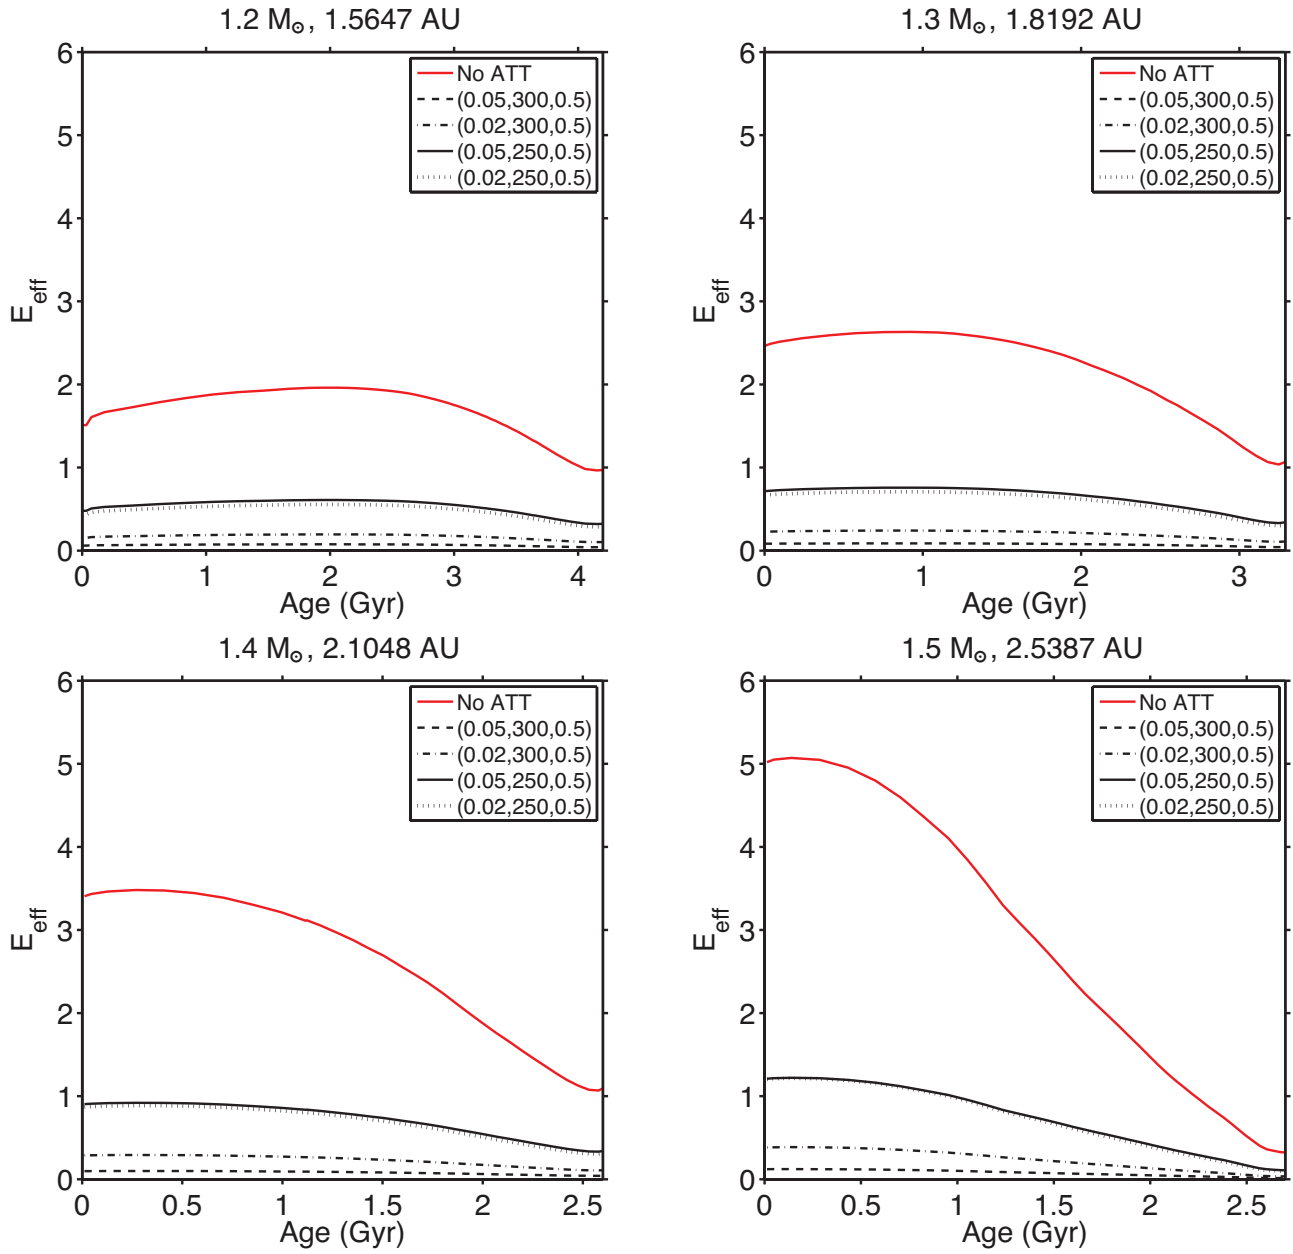 1.2 M☉, 1.5647 AU
6
5
4
3
2
1
0
E_eff
No ATT
(0.05,300,0.5)
(0.02,300,0.5)
(0.05,250,0.5)
(0.02,250,0.5)
0 1 2 3 4
Age (Gyr)
1.3 M☉, 1.8192 AU
6
5
4
3
2
1
0
E_eff
No ATT
(0.05,300,0.5)
(0.02,300,0.5)
(0.05,250,0.5)
(0.02,250,0.5)
0 1 2 3
Age (Gyr)
1.4 M☉, 2.1048 AU
6
5
4
3
2
1
0
E_eff
No ATT
(0.05,300,0.5)
(0.02,300,0.5)
(0.05,250,0.5)
(0.02,250,0.5)
0 0.5 1 1.5 2 2.5
Age (Gyr)
1.5 M☉, 2.5387 AU
6
5
4
3
2
1
0
E_eff
No ATT
(0.05,300,0.5)
(0.02,300,0.5)
(0.05,250,0.5)
(0.02,250,0.5)
0 0.5 1 1.5 2 2.5
Age (Gyr)